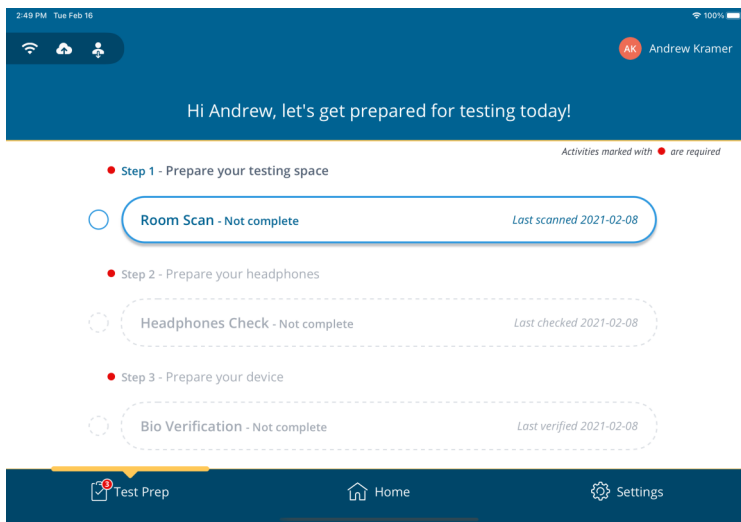 2:49 PM Tue Feb 16 100%
AK Andrew Kramer
Hi Andrew, let's get prepared for testing today!
Activities marked with ● are required
Step 1 - Prepare your testing space
Room Scan - Not complete Last scanned 2021-02-08
Step 2 - Prepare your headphones
Headphones Check - Not complete Last checked 2021-02-08
Step 3 - Prepare your device
Bio Verification - Not complete Last verified 2021-02-08
3 Test Prep Home Settings